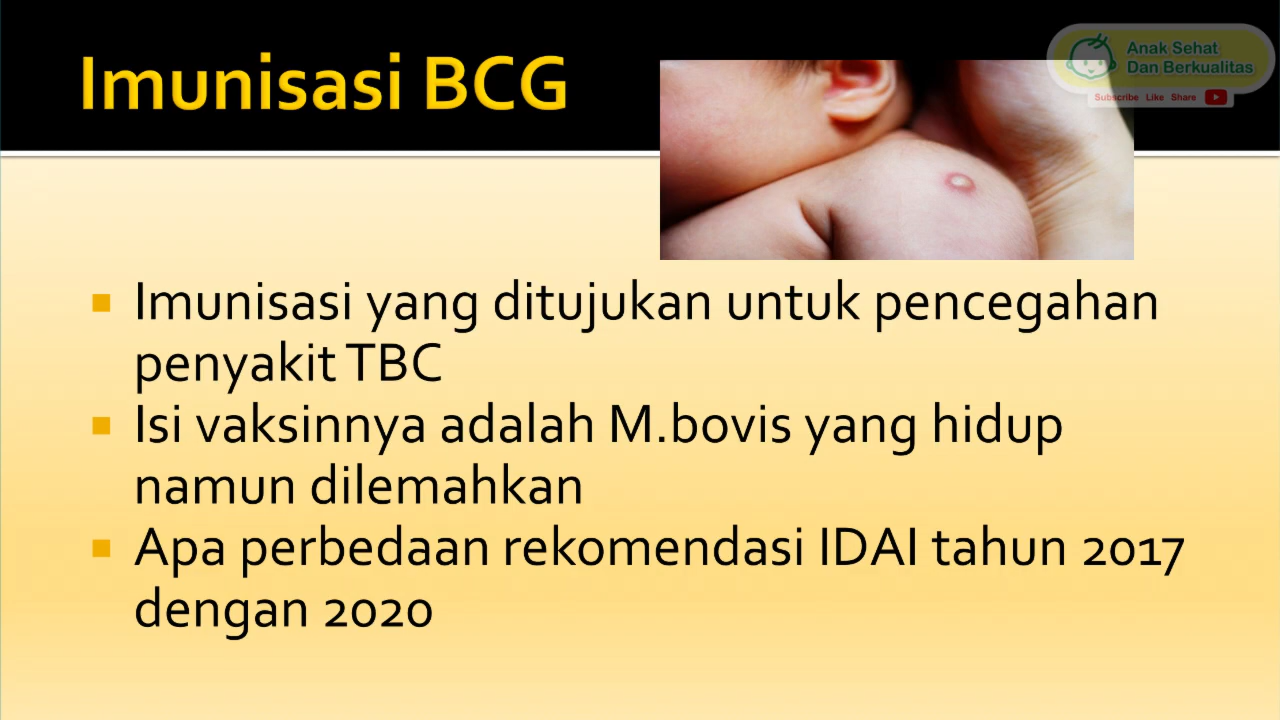 Imunisasi BCG
Anak Sehat
Dan Berkualitas
Subscribe Like Share
Imunisasi yang ditujukan untuk pencegahan
penyakit TBC
Isi vaksinnya adalah M.bovis yang hidup
namun dilemahkan
Apa perbedaan rekomendasi IDAI tahun 2017
dengan 2020